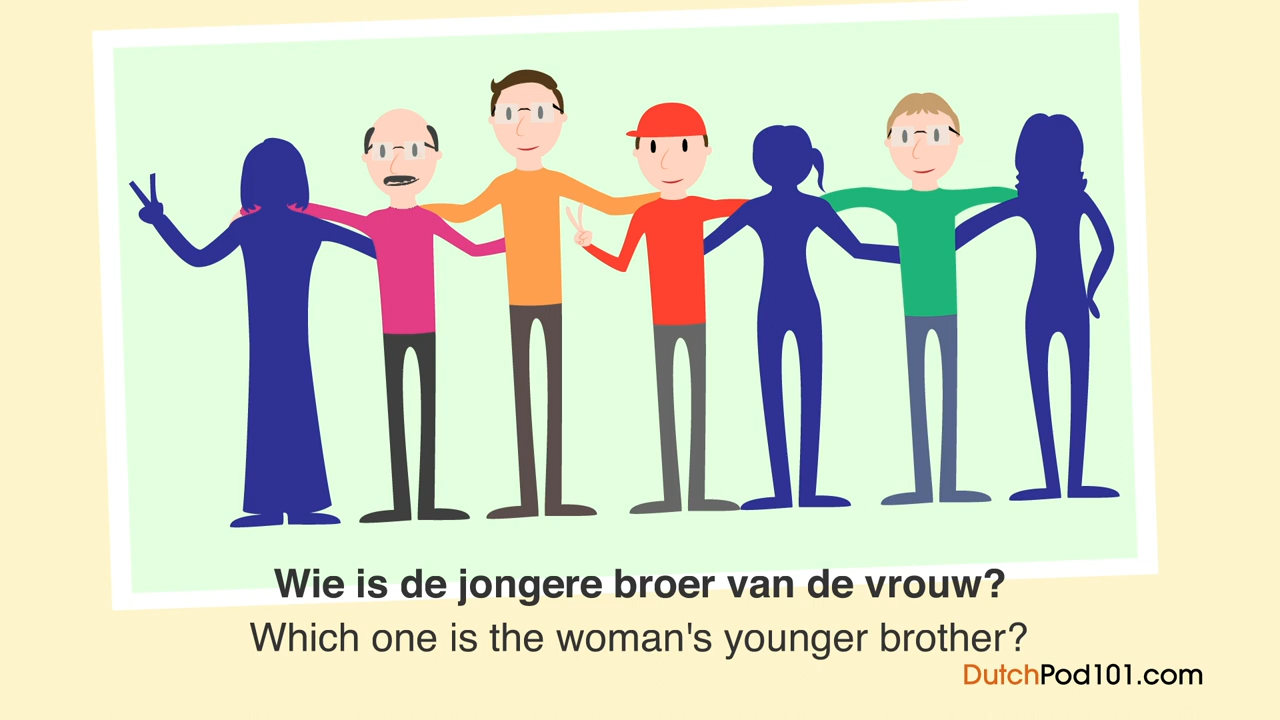 Wie is de jongere broer van de vrouw?
Which one is the woman's younger brother?
DutchPod101.com